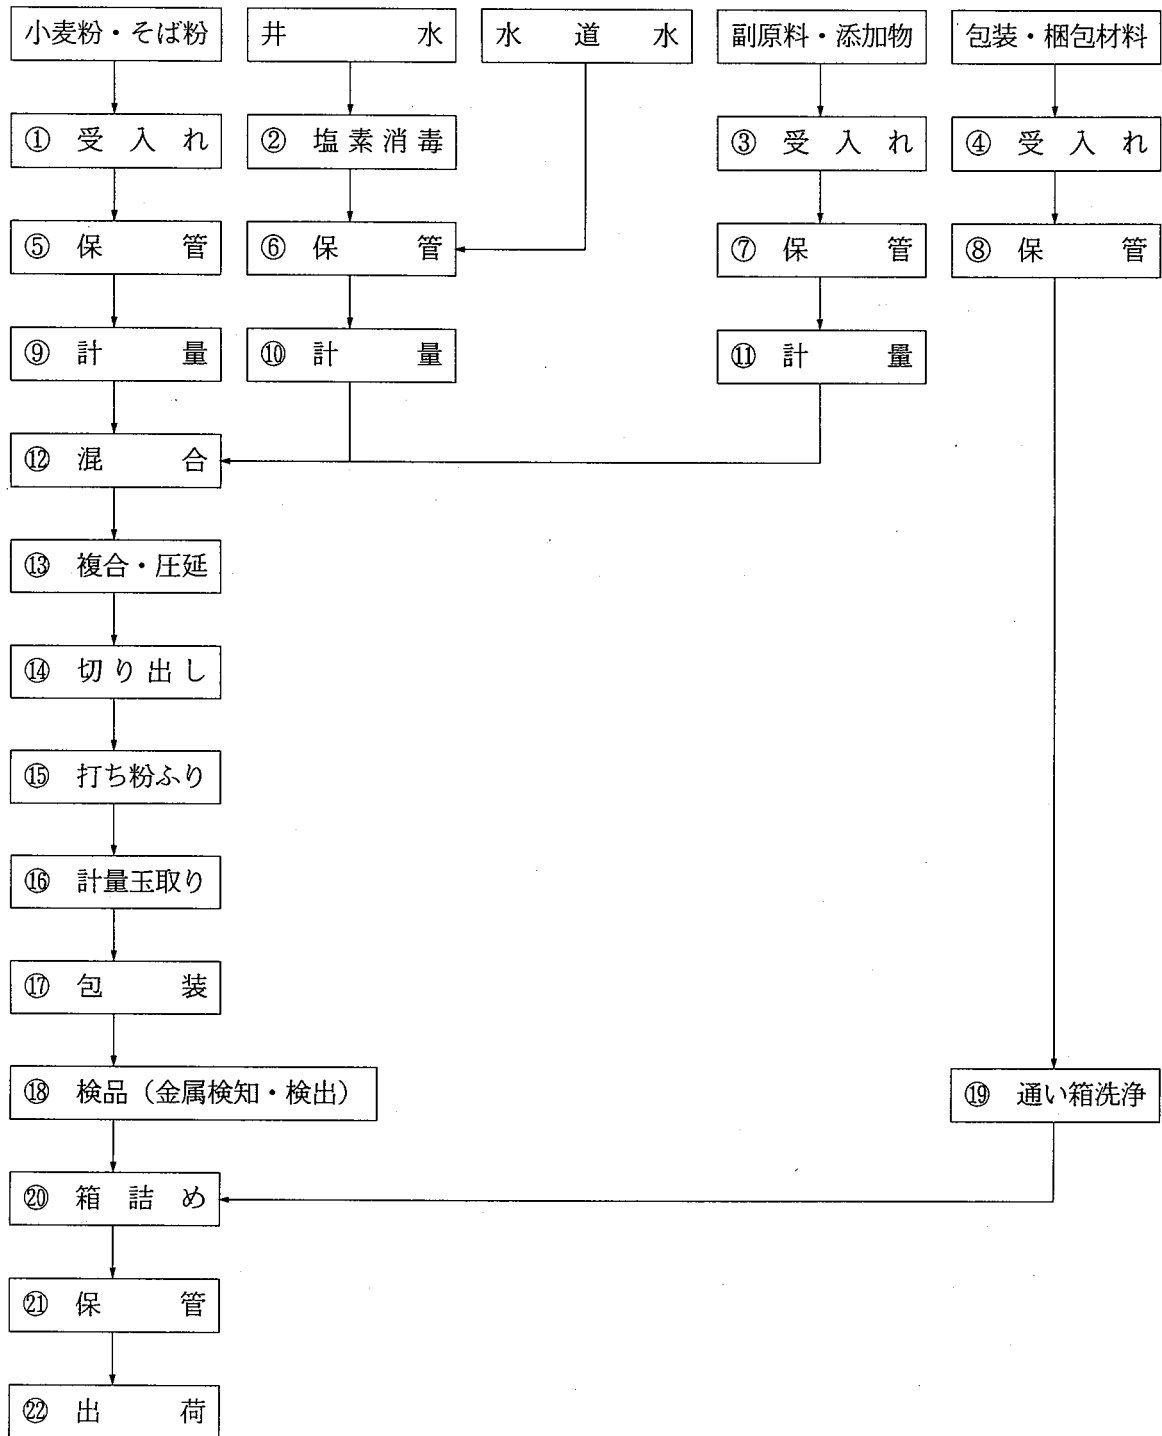 小麦粉・そば粉
井水
水道水
副原料・添加物
包装・梱包材料
① 受入れ
② 塩素消毒
③ 受入れ
④ 受入れ
⑤ 保管
⑥ 保管
⑦ 保管
⑧ 保管
⑨ 計量
⑩ 計量
⑪ 計量
⑫ 混合
⑬ 複合・圧延
⑭ 切り出し
⑮ 打ち粉ふり
⑯ 計量玉取り
⑰ 包装
⑱ 検品（金属検知・検出）
⑲ 通い箱洗浄
⑳ 箱詰め
㉑ 保管
㉒ 出荷